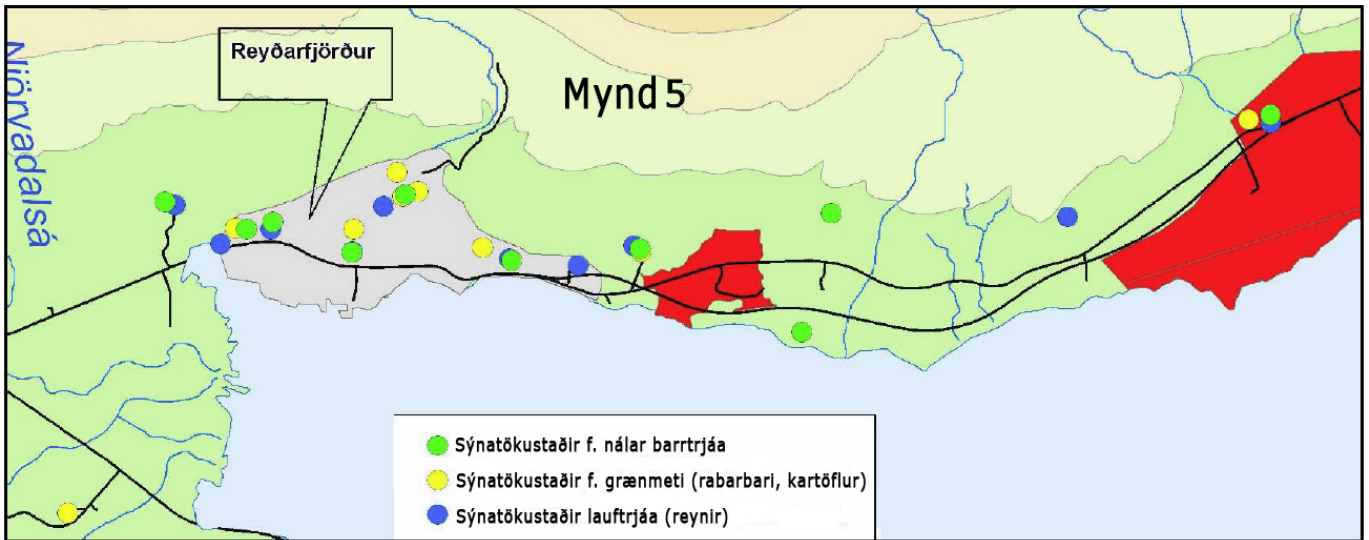 Reyðarfjörður
Mynd 5
Njörvadalsá
Sýnatökustaðir f. nálar barrtrjáa
Sýnatökustaðir f. grænmeti (rabarbari, kartöflur)
Sýnatökustaðir lauftrjáa (reynir)